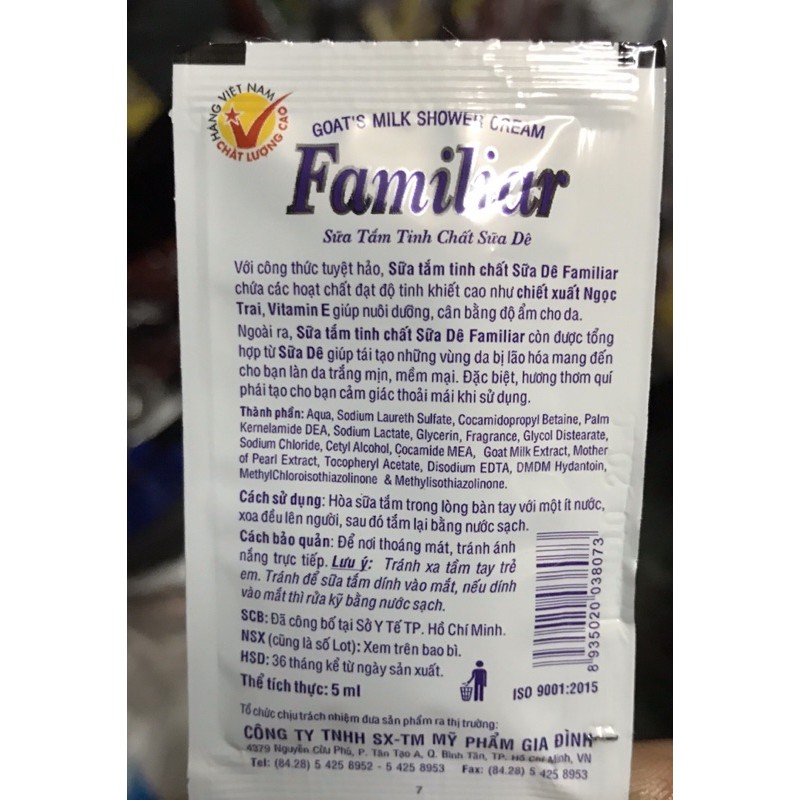 HÀNG VIỆT NAM
CHẤT LƯỢNG CAO
GOAT'S MILK SHOWER CREAM
Familiar
Sữa Tắm Tinh Chất Sữa Dê
Với công thức tuyệt hảo, Sữa tắm tinh chất Sữa Dê Familiar
chứa các hoạt chất đạt độ tinh khiết cao như chiết xuất Ngọc
Trai, Vitamin E giúp nuôi dưỡng, cân bằng độ ẩm cho da.
Ngoài ra, Sữa tắm tinh chất Sữa Dê Familiar còn được tổng
hợp từ Sữa Dê giúp tái tạo những vùng da bị lão hóa mang đến
cho bạn làn da trắng mịn, mềm mại. Đặc biệt, hương thơm quí
phái tạo cho bạn cảm giác thoải mái khi sử dụng.
Thành phần: Aqua, Sodium Laureth Sulfate, Cocamidopropyl Betaine, Palm
Kernelamide DEA, Sodium Lactate, Glycerin, Fragrance, Glycol Distearate,
Sodium Chloride, Cetyl Alcohol, Cocamide MEA, Goat Milk Extract, Mother
of Pearl Extract, Tocopheryl Acetate, Disodium EDTA, DMDM Hydantoin,
MethylChloroisothiazolinone & Methylisothiazolinone.
Cách sử dụng: Hòa sữa tắm trong lòng bàn tay với một ít nước,
xoa đều lên người, sau đó tắm lại bằng nước sạch.
Cách bảo quản: Để nơi thoáng mát, tránh ánh
nắng trực tiếp. Lưu ý: Tránh xa tầm tay trẻ
em. Tránh để sữa tắm dính vào mắt, nếu dính
vào mắt thì rửa kỹ bằng nước sạch.
SCB: Đã công bố tại Sở Y Tế TP. Hồ Chí Minh.
NSX (cũng là số Lot): Xem trên bao bì.
HSD: 36 tháng kể từ ngày sản xuất.
Thể tích thực: 5 ml
8 935020 038073
ISO 9001:2015
Tổ chức chịu trách nhiệm đưa sản phẩm ra thị trường:
CÔNG TY TNHH SX-TM MỸ PHẨM GIA ĐÌNH
4379 Nguyễn Cửu Phú, P. Tân Tạo A, Q. Bình Tân, TP. Hồ Chí Minh, VN
Tel: (84.28) 5 425 8952 - 5 425 8953 Fax: (84.28) 5 425 8953
7